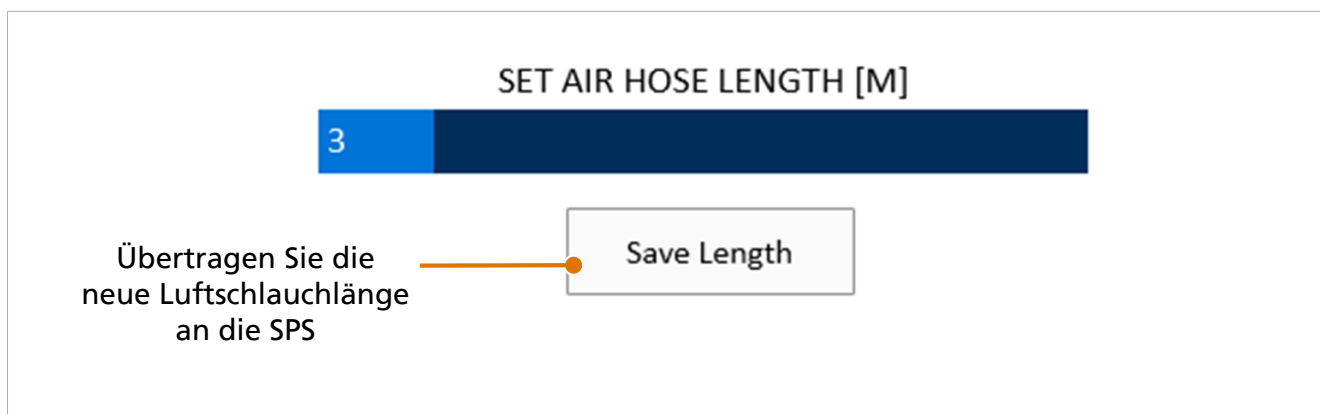 SET AIR HOSE LENGTH [M]
3
Save Length
Übertragen Sie die
neue Luftschlauchlänge
an die SPS